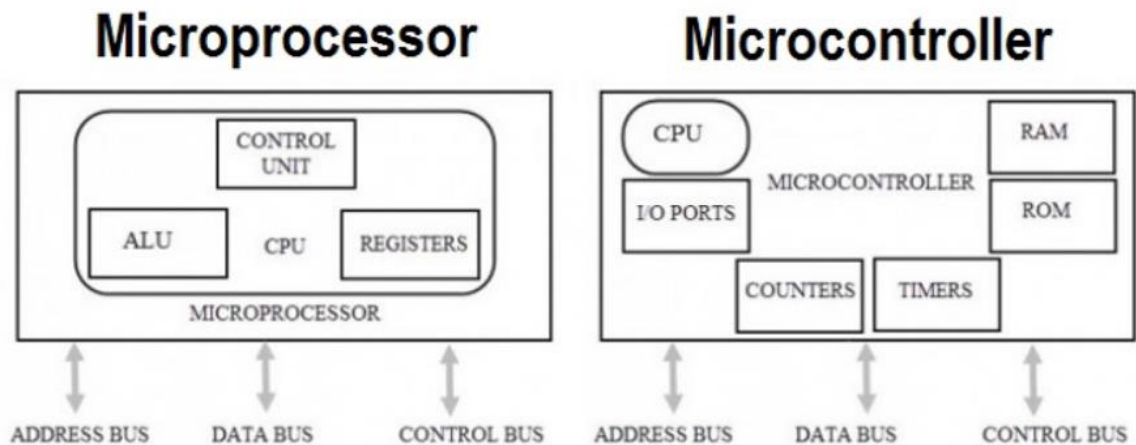 Microprocessor
CONTROL
UNIT
ALU
CPU
REGISTERS
MICROPROCESSOR
ADDRESS BUS
DATA BUS
CONTROL BUS
Microcontroller
CPU
RAM
MICROCONTROLLER
I/O PORTS
ROM
COUNTERS
TIMERS
ADDRESS BUS
DATA BUS
CONTROL BUS